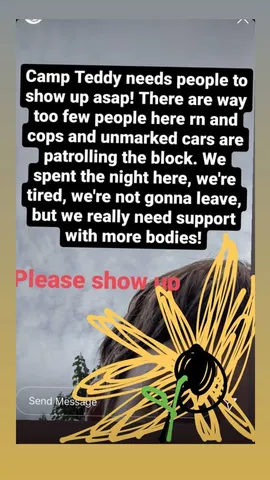 Camp Teddy needs people to
show up asap! There are way
too few people here rn and
cops and unmarked cars are
patrolling the block. We
spent the night here, we're
tired, we're not gonna leave,
but we really need support
with more bodies!
Please show up
Send Message